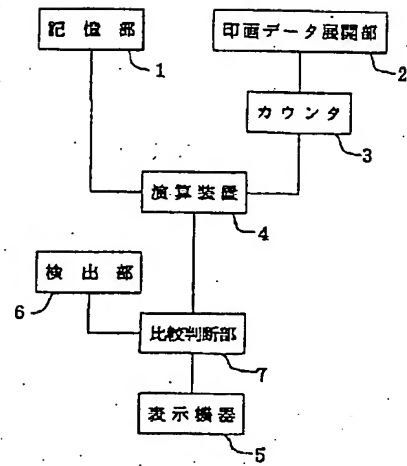 記憶部
1
印画データ展開部
2
カウンタ
3
演算装置
4
検出部
6
比較判断部
7
表示機器
5